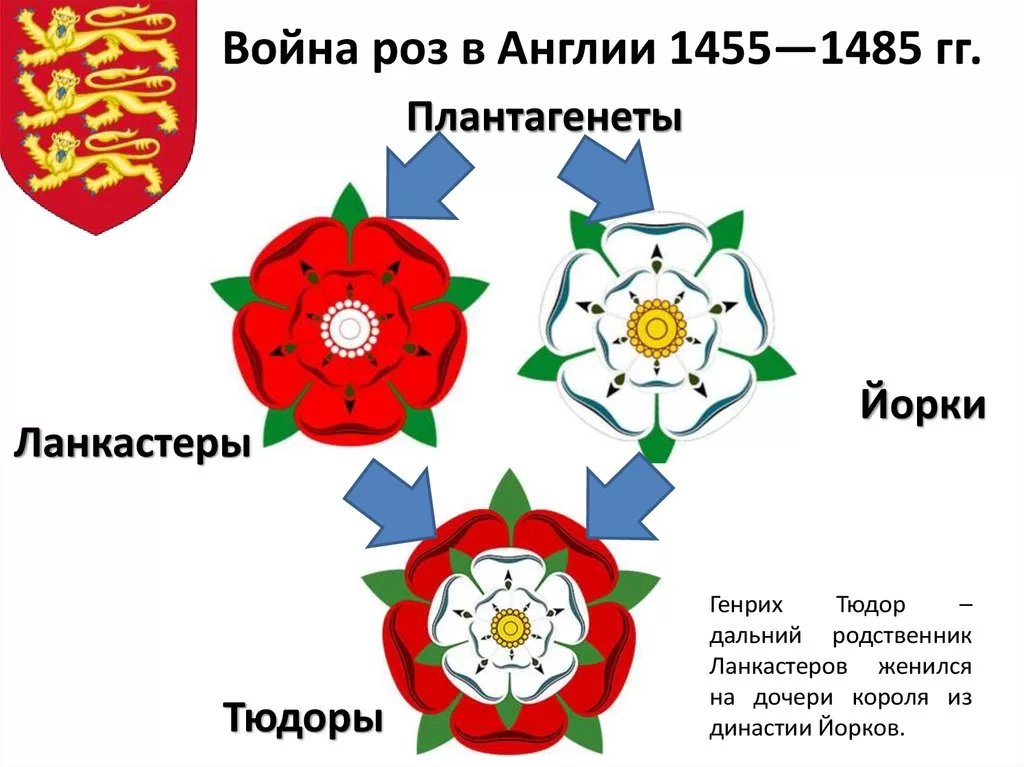 Война роз в Англии 1455—1485 гг.
Плантагенеты
Йорки
Ланкастеры
Генрих Тюдор –
дальний родственник
Ланкастеров женился
на дочери короля из
династии Йорков.
Тюдоры